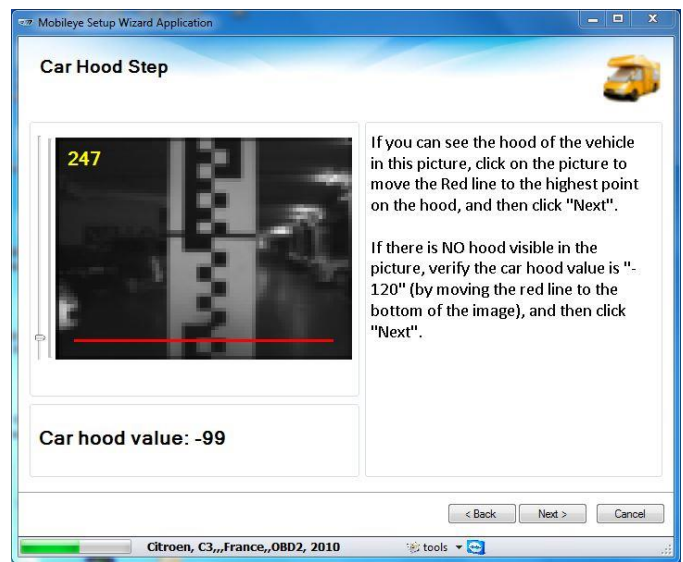 Mobileye Setup Wizard Application
Car Hood Step
247
If you can see the hood of the vehicle
in this picture, click on the picture to
move the Red line to the highest point
on the hood, and then click "Next".
If there is NO hood visible in the
picture, verify the car hood value is "-
120" (by moving the red line to the
bottom of the image), and then click
"Next".
Car hood value: -99
< Back
Next >
Cancel
Citroen, C3,,,France,,OBD2, 2010
tools